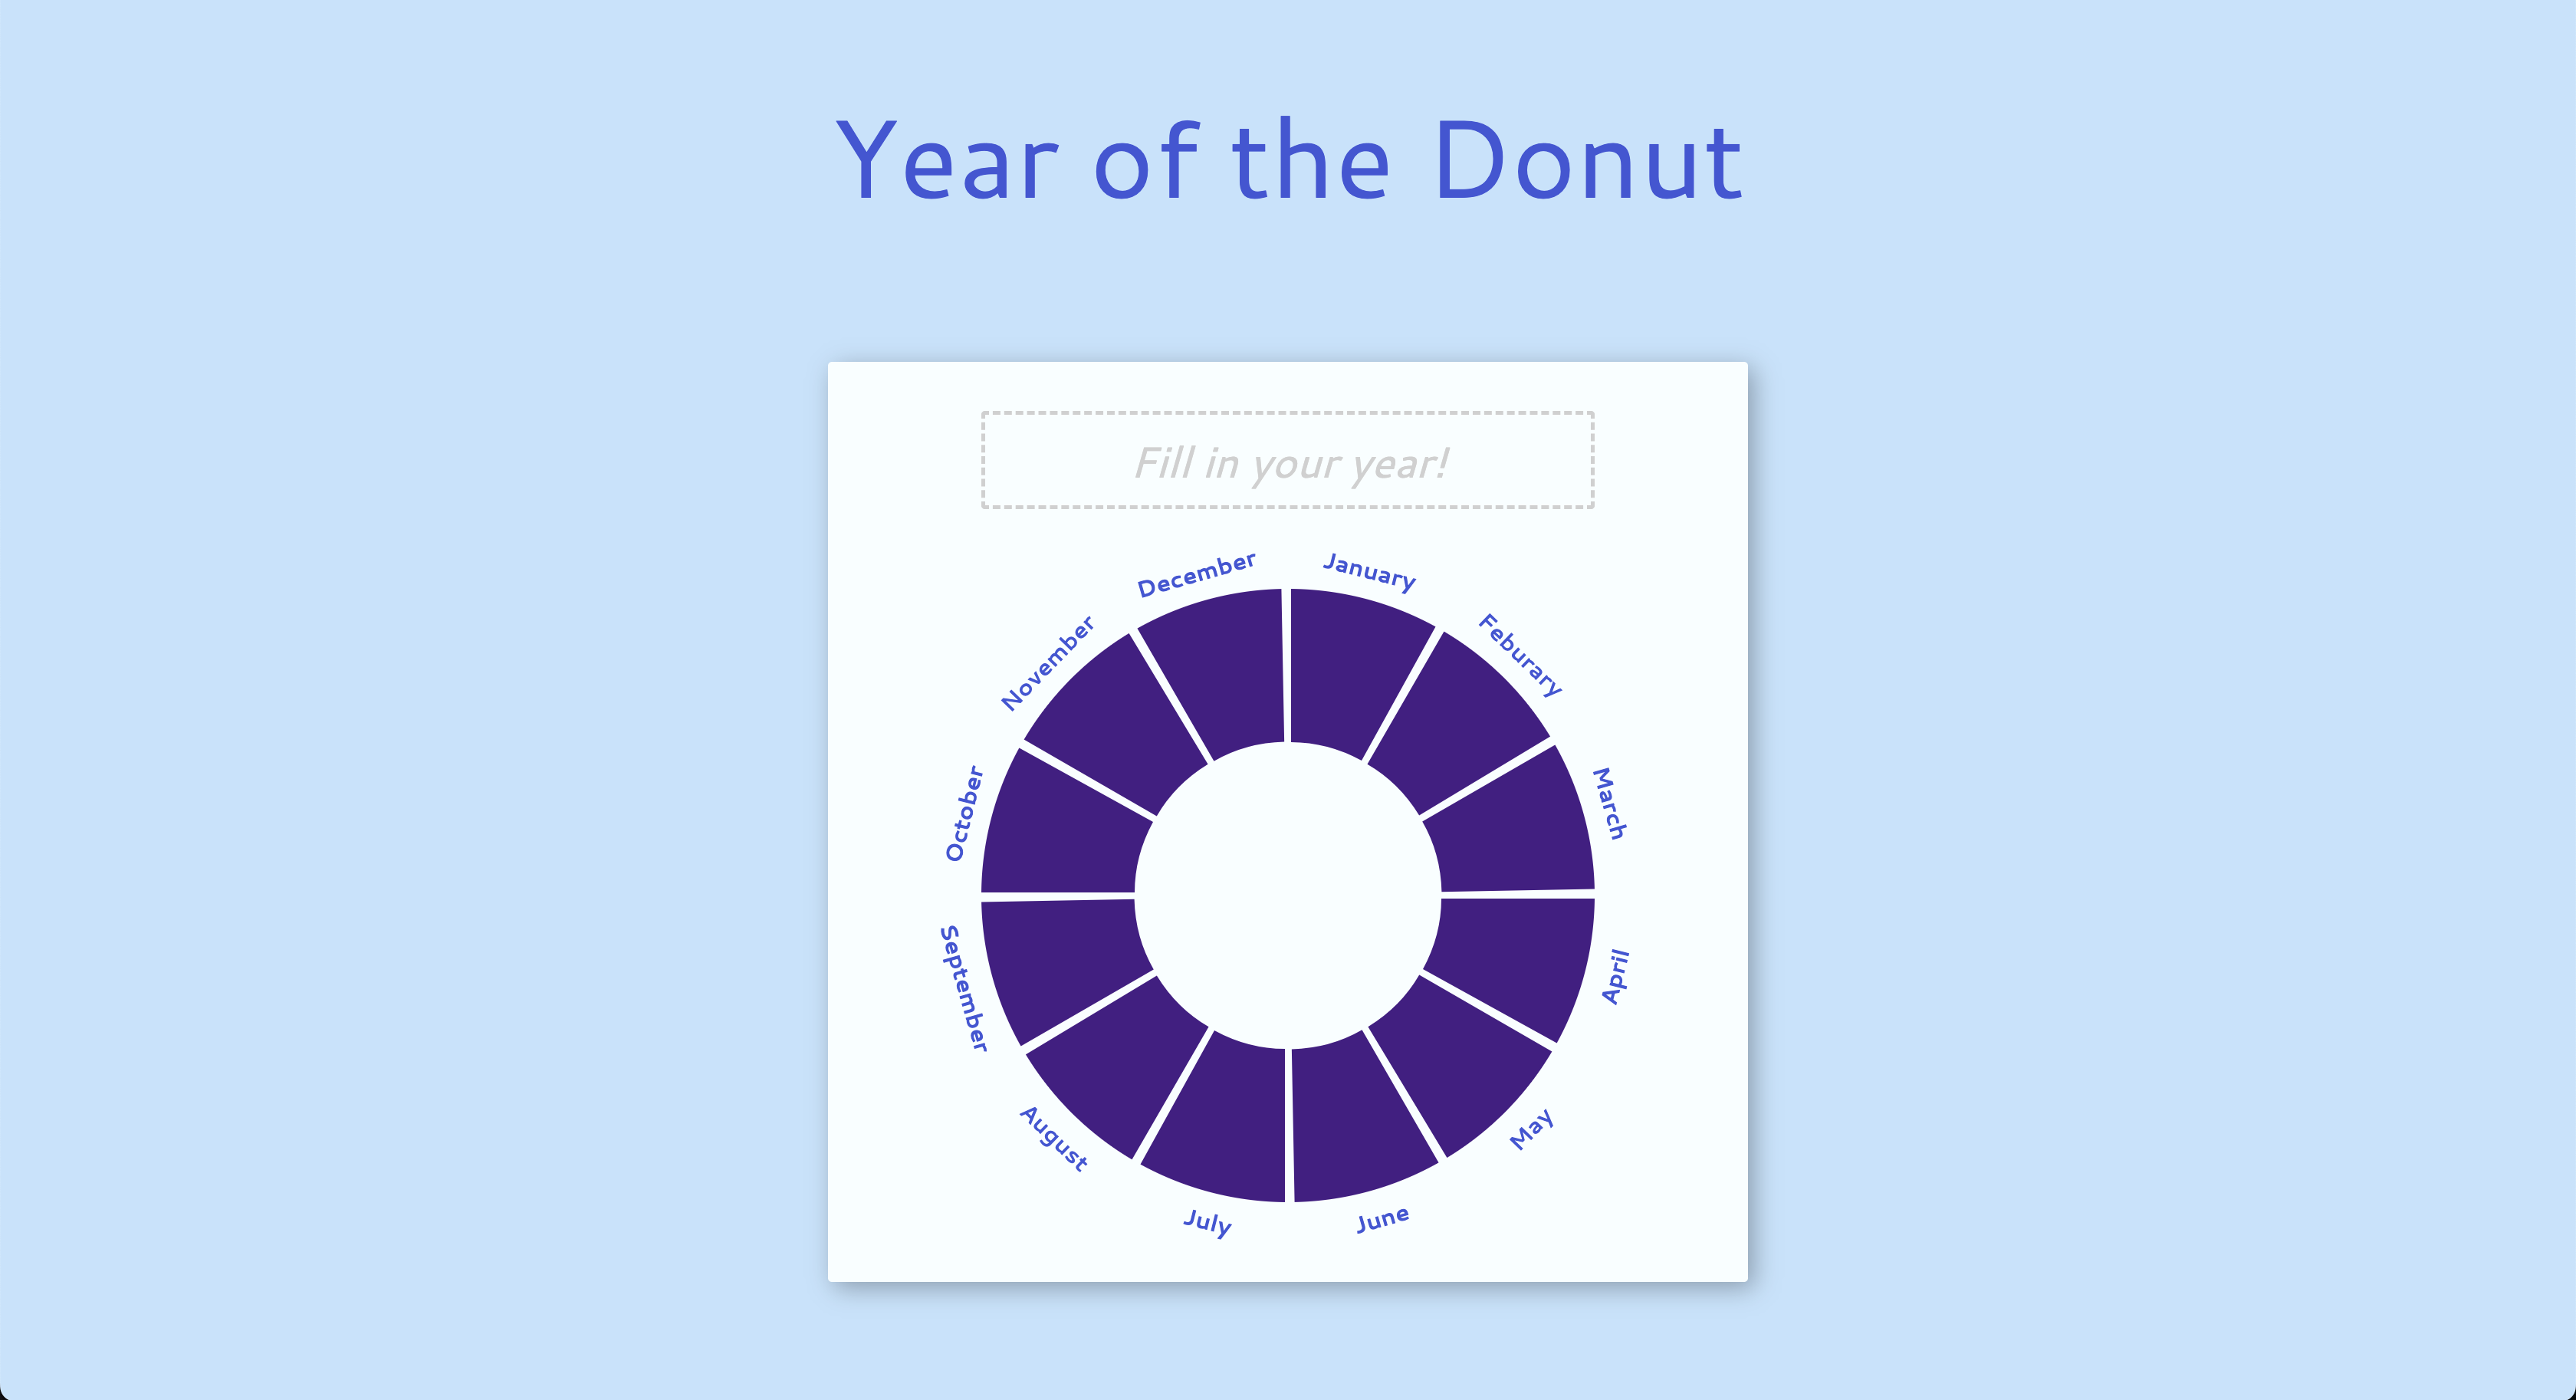 Year of the Donut
Fill in your year!
January
Feburary
March
April
May
June
July
August
September
October
November
December